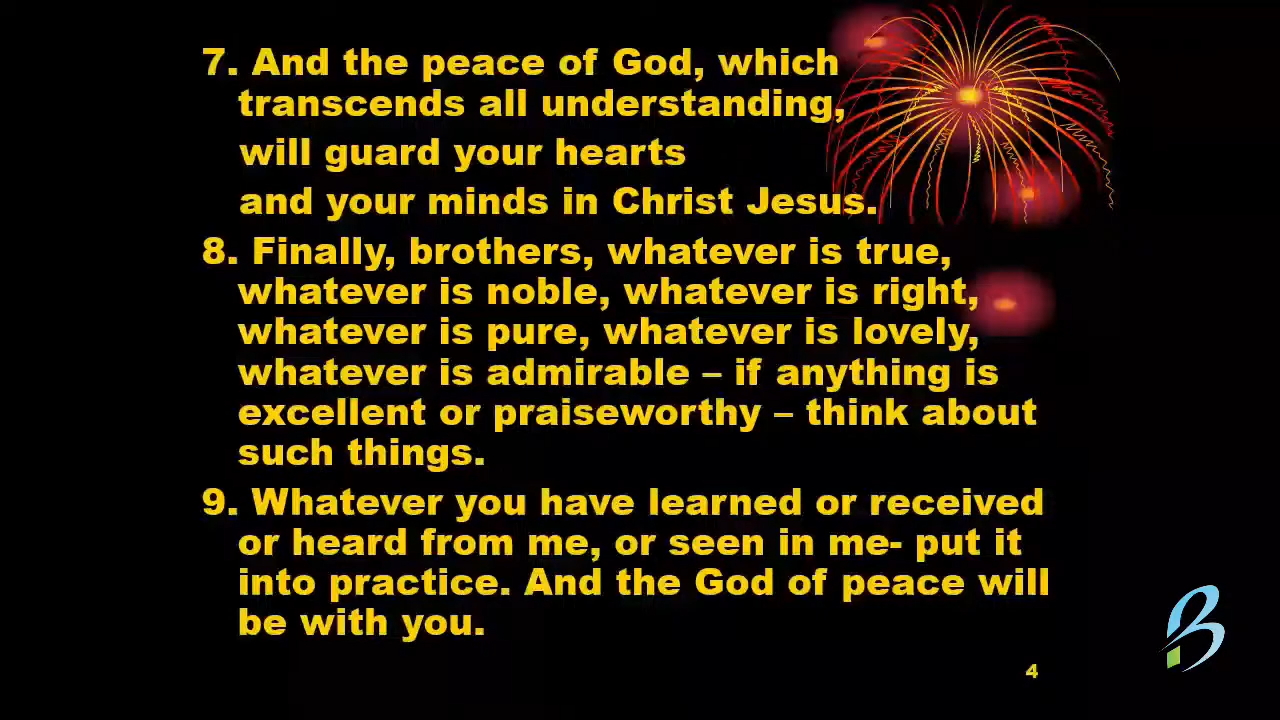 7. And the peace of God, which
transcends all understanding,
will guard your hearts
and your minds in Christ Jesus.
8. Finally, brothers, whatever is true,
whatever is noble, whatever is right,
whatever is pure, whatever is lovely,
whatever is admirable – if anything is
excellent or praiseworthy – think about
such things.
9. Whatever you have learned or received
or heard from me, or seen in me- put it
into practice. And the God of peace will
be with you.
4